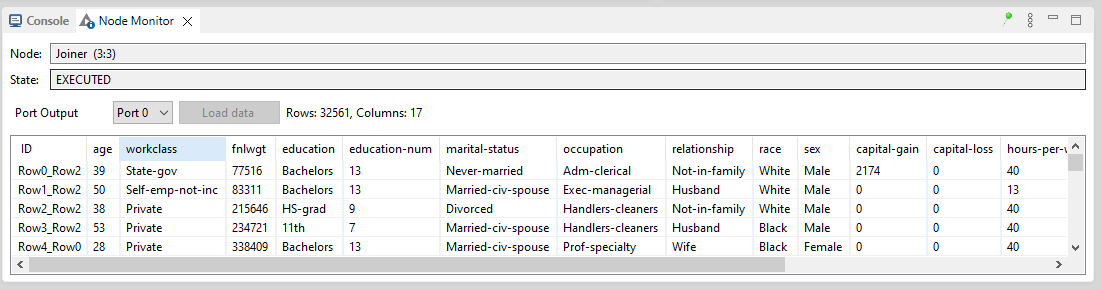 Console Node Monitor
Node: Joiner (3:3)
State: EXECUTED
Port Output Port 0 Load data Rows: 32561, Columns: 17
ID age workclass fnlwgt education education-num marital-status occupation relationship race sex capital-gain capital-loss hours-per-w
Row0_Row2 39 State-gov 77516 Bachelors 13 Never-married Adm-clerical Not-in-family White Male 2174 0 40
Row1_Row2 50 Self-emp-not-inc 83311 Bachelors 13 Married-civ-spouse Exec-managerial Husband White Male 0 0 13
Row2_Row2 38 Private 215646 HS-grad 9 Divorced Handlers-cleaners Not-in-family White Male 0 0 40
Row3_Row2 53 Private 234721 11th 7 Married-civ-spouse Handlers-cleaners Husband Black Male 0 0 40
Row4_Row0 28 Private 338409 Bachelors 13 Married-civ-spouse Prof-specialty Wife Black Female 0 0 40